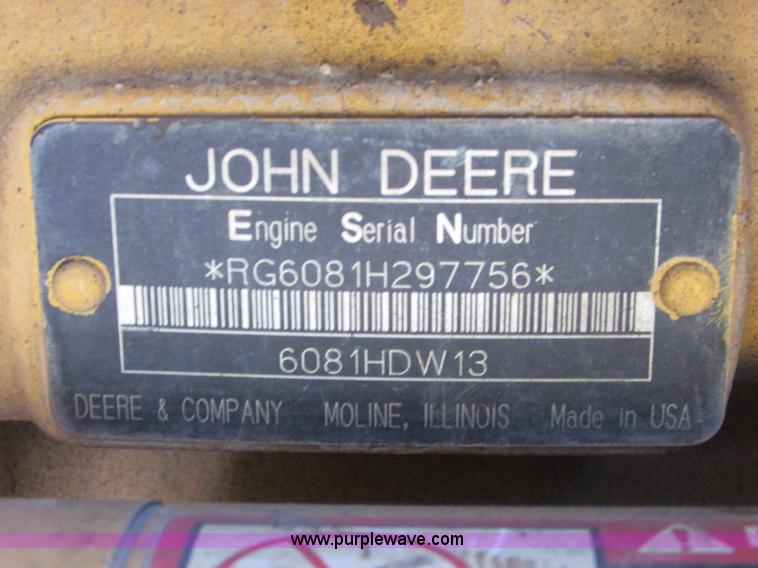 JOHN DEERE
Engine Serial Number
*RG6081H297756*
6081HDW13
DEERE & COMPANY MOLINE, ILLINOIS Made in USA
www.purplewave.com